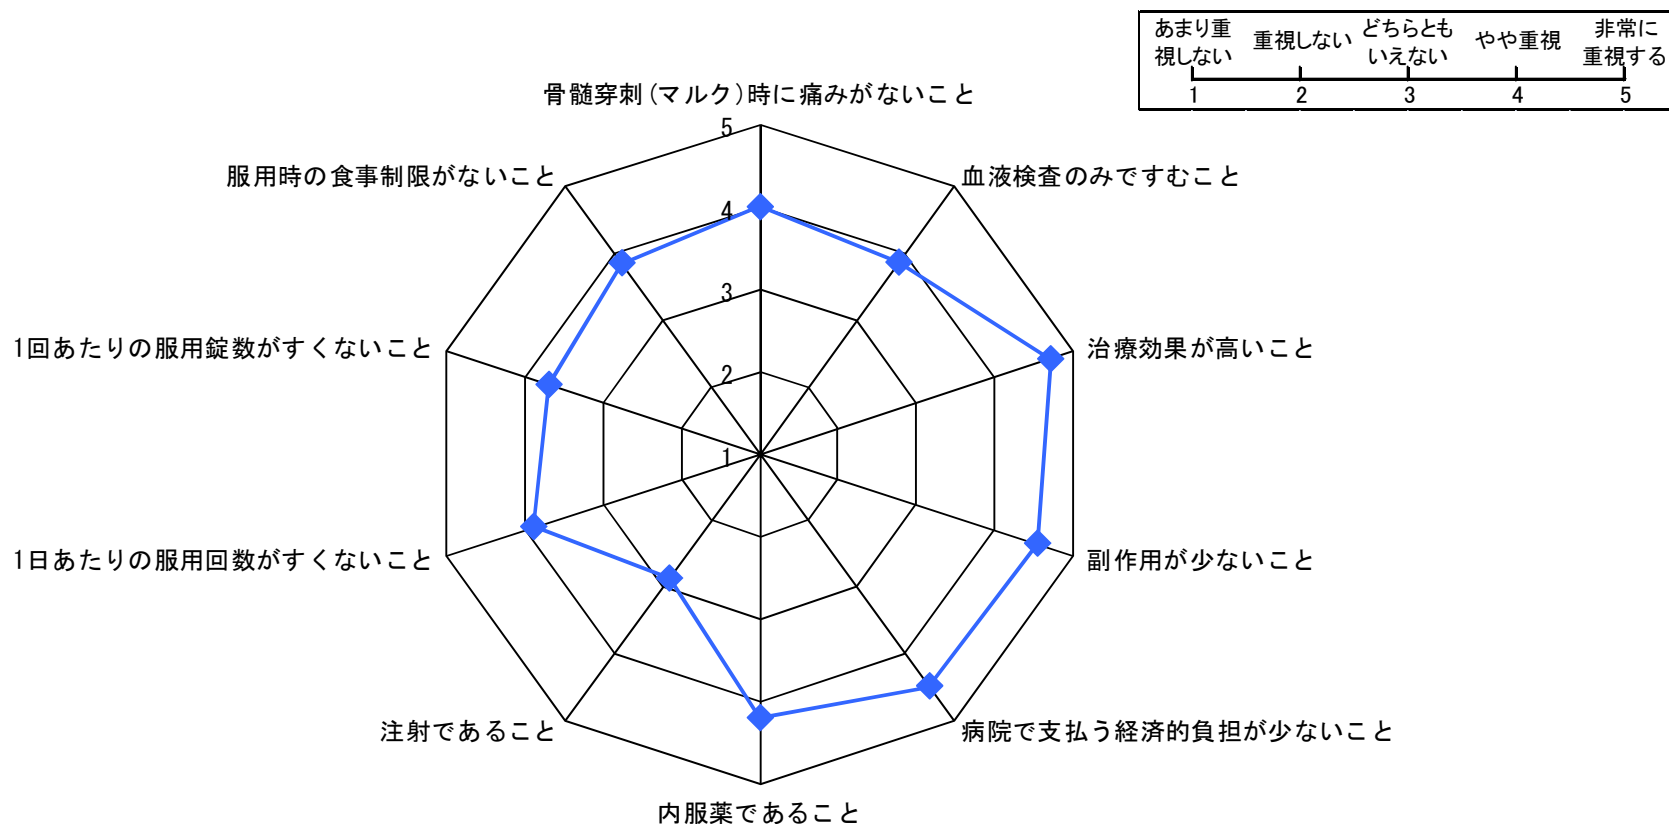 あまり重
視しない
重視しない
どちらとも
いえない
やや重視
非常に
重視する
1 2 3 4 5
骨髄穿刺(マルク)時に痛みがないこと
血液検査のみですむこと
治療効果が高いこと
副作用が少ないこと
病院で支払う経済的負担が少ないこと
内服薬であること
注射であること
1日あたりの服用回数がすくないこと
1回あたりの服用錠数がすくないこと
服用時の食事制限がないこと
5
4
3
2
1